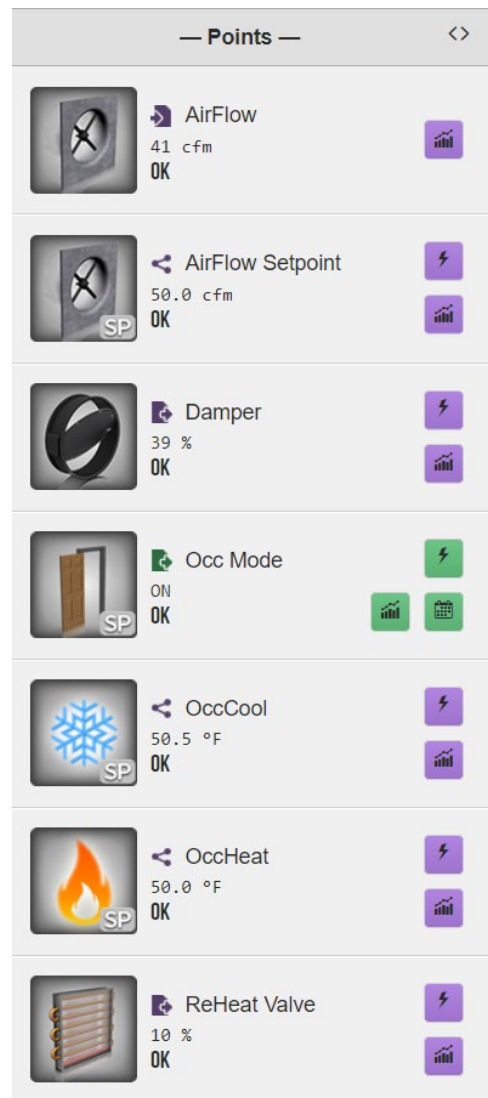 — Points — <>
AirFlow
41 cfm
OK
AirFlow Setpoint
50.0 cfm
OK
SP
Damper
39 %
OK
Occ Mode
ON
OK
SP
OccCool
50.5 °F
OK
SP
OccHeat
50.0 °F
OK
SP
ReHeat Valve
10 %
OK